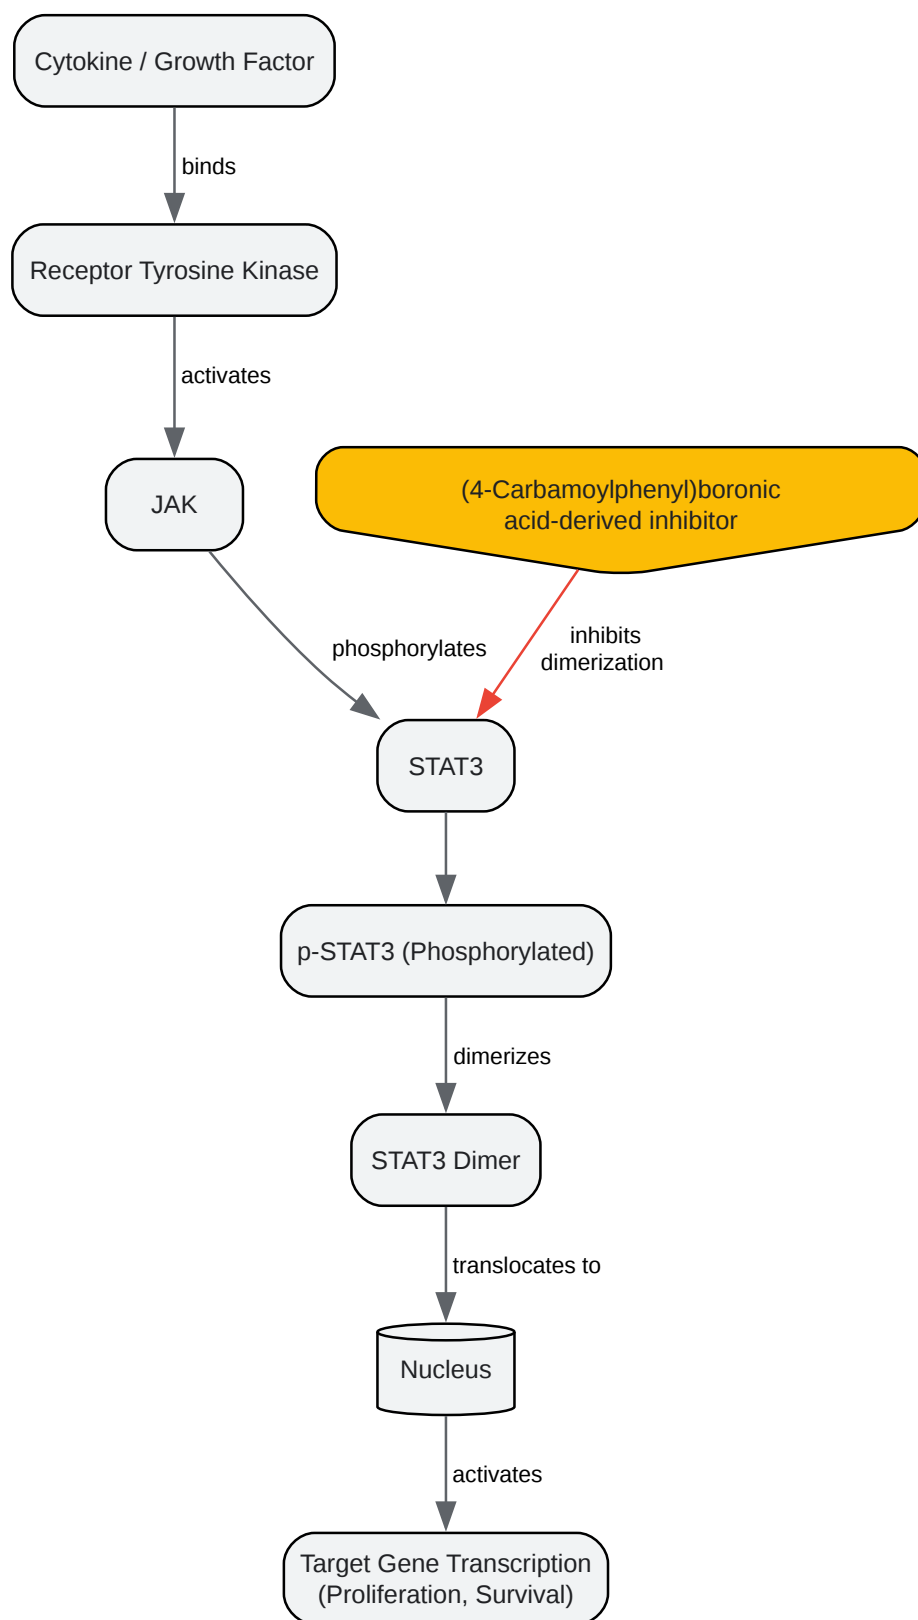 Cytokine / Growth Factor
binds
Receptor Tyrosine Kinase
activates
JAK
(4-Carbamoylphenyl)boronic
acid-derived inhibitor
phosphorylates
inhibits
dimerization
STAT3
p-STAT3 (Phosphorylated)
dimerizes
STAT3 Dimer
translocates to
Nucleus
activates
Target Gene Transcription
(Proliferation, Survival)